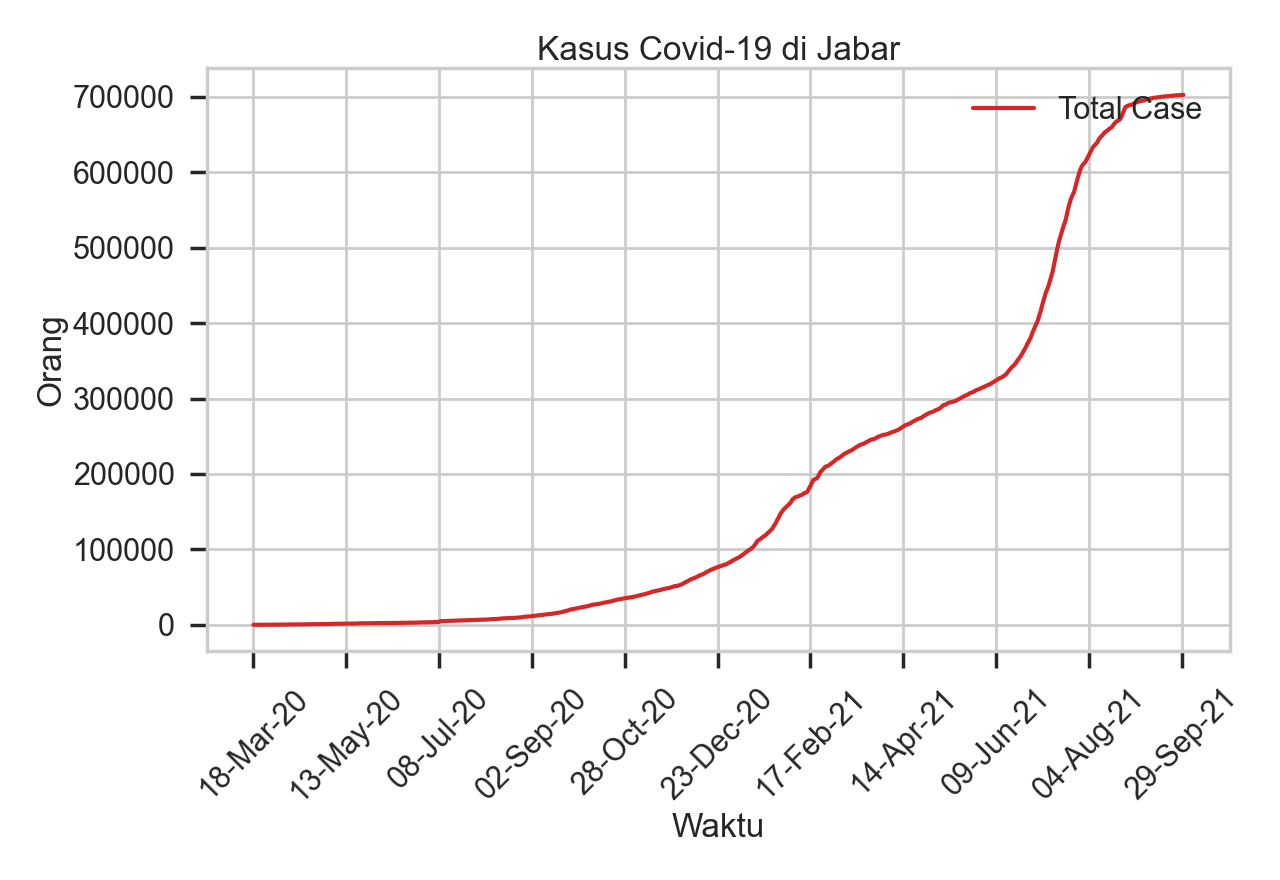 Kasus Covid-19 di Jabar
Total Case
700000
600000
500000
400000
300000
200000
100000
0
Orang
18-Mar-20
13-May-20
08-Jul-20
02-Sep-20
28-Oct-20
23-Dec-20
17-Feb-21
14-Apr-21
09-Jun-21
04-Aug-21
29-Sep-21
Waktu